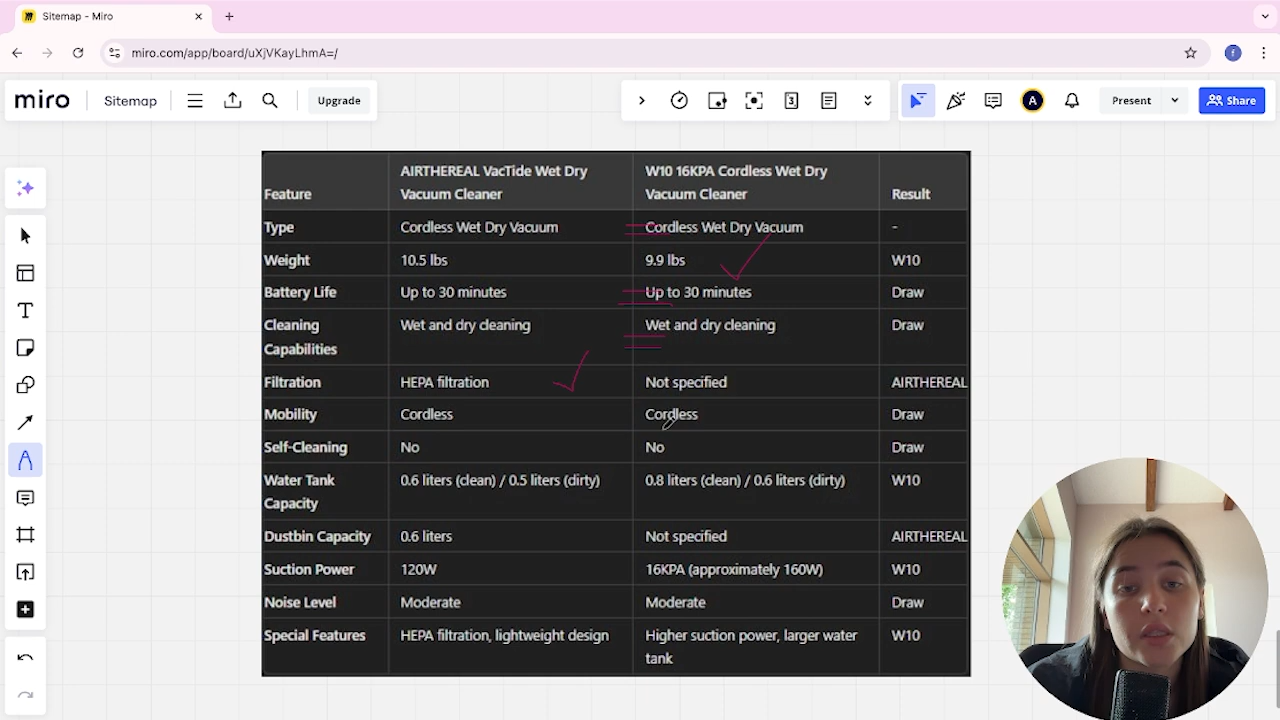 Sitemap - Miro
miro.com/app/board/uXjVKayLhmA=/
f
miro
Sitemap
Upgrade
3
A
Present
Share
Feature AIRTHEREAL VacTide Wet Dry Vacuum Cleaner W10 16KPA Cordless Wet Dry Vacuum Cleaner Result
Type Cordless Wet Dry Vacuum Cordless Wet Dry Vacuum -
Weight 10.5 lbs 9.9 lbs W10
Battery Life Up to 30 minutes Up to 30 minutes Draw
Cleaning Capabilities Wet and dry cleaning Wet and dry cleaning Draw
Filtration HEPA filtration Not specified AIRTHEREAL
Mobility Cordless Cordless Draw
Self-Cleaning No No Draw
Water Tank Capacity 0.6 liters (clean) / 0.5 liters (dirty) 0.8 liters (clean) / 0.6 liters (dirty) W10
Dustbin Capacity 0.6 liters Not specified AIRTHEREAL
Suction Power 120W 16KPA (approximately 160W) W10
Noise Level Moderate Moderate Draw
Special Features HEPA filtration, lightweight design Higher suction power, larger water tank W10